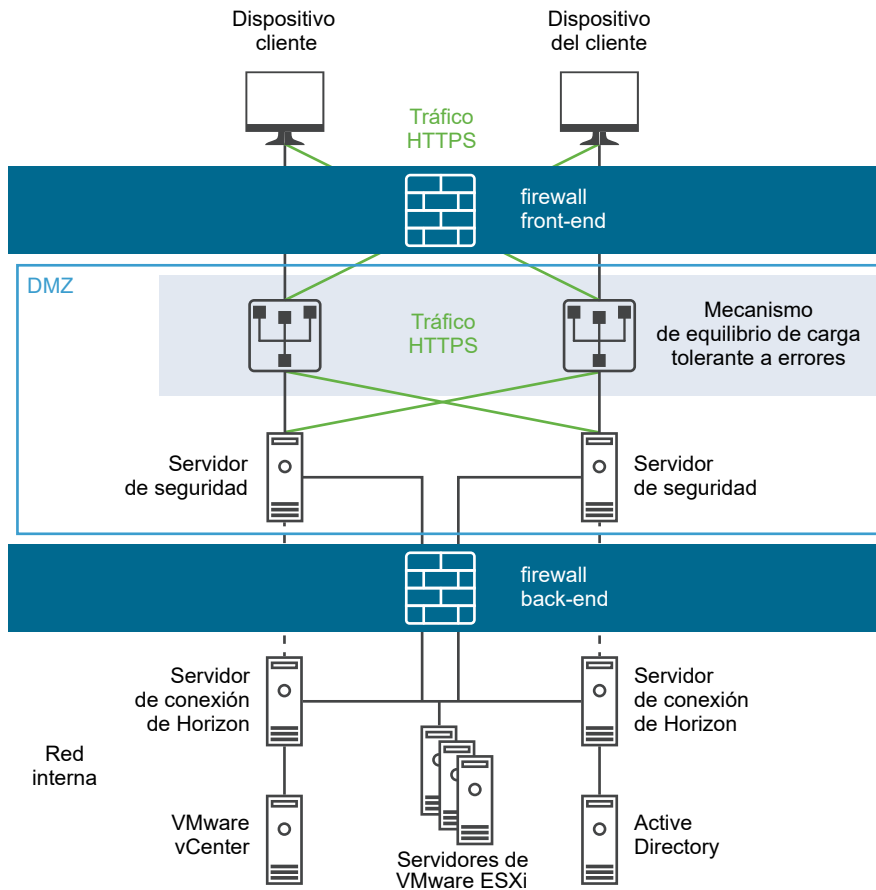 Dispositivo
cliente
Dispositivo
del cliente
Tráfico
HTTPS
firewall
front-end
DMZ
Tráfico
HTTPS
Mecanismo
de equilibrio de carga
tolerante a errores
Servidor
de seguridad
Servidor
de seguridad
firewall
back-end
Servidor
de conexión
de Horizon
Servidor
de conexión
de Horizon
Red
interna
VMware
vCenter
Servidores de
VMware ESXi
Active
Directory